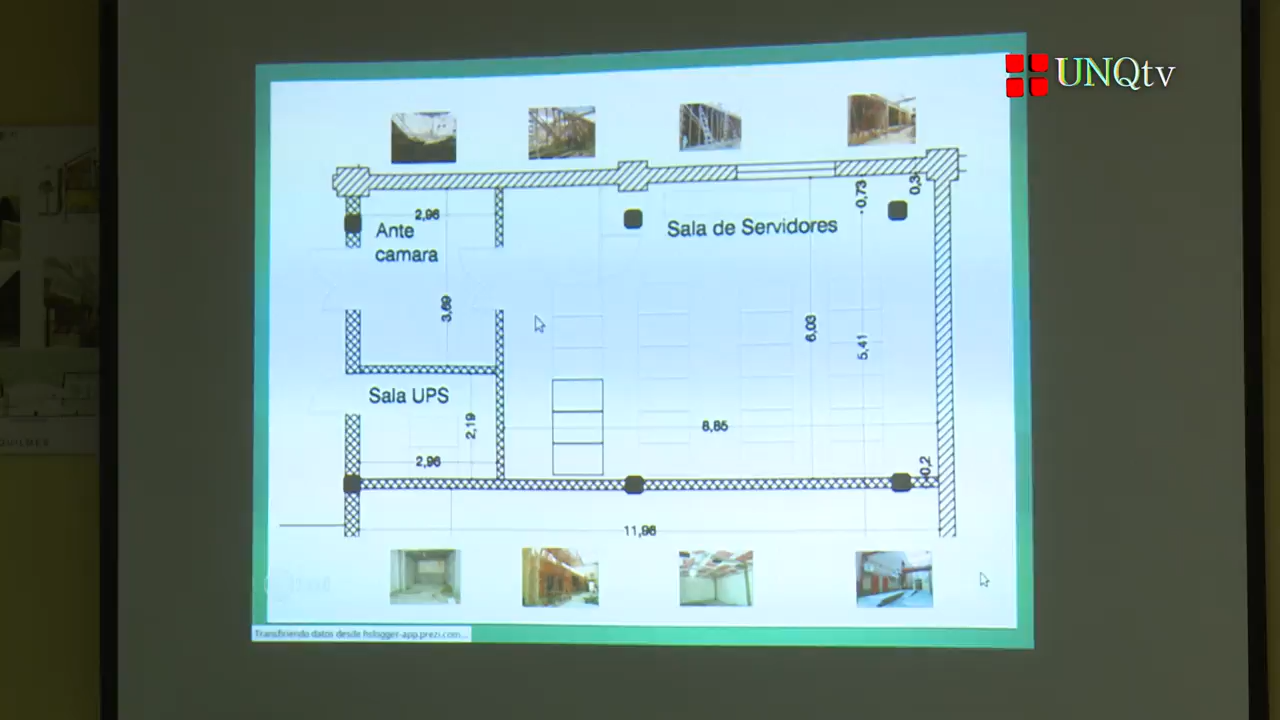 UNQtv
2,96
0,73
0,3
Ante
camara
Sala de Servidores
3,69
6,03
5,41
Sala UPS
2,19
8,85
2,96
0,2
11,96
Transfiriendo datos desde hslogger-app.prezi.com...